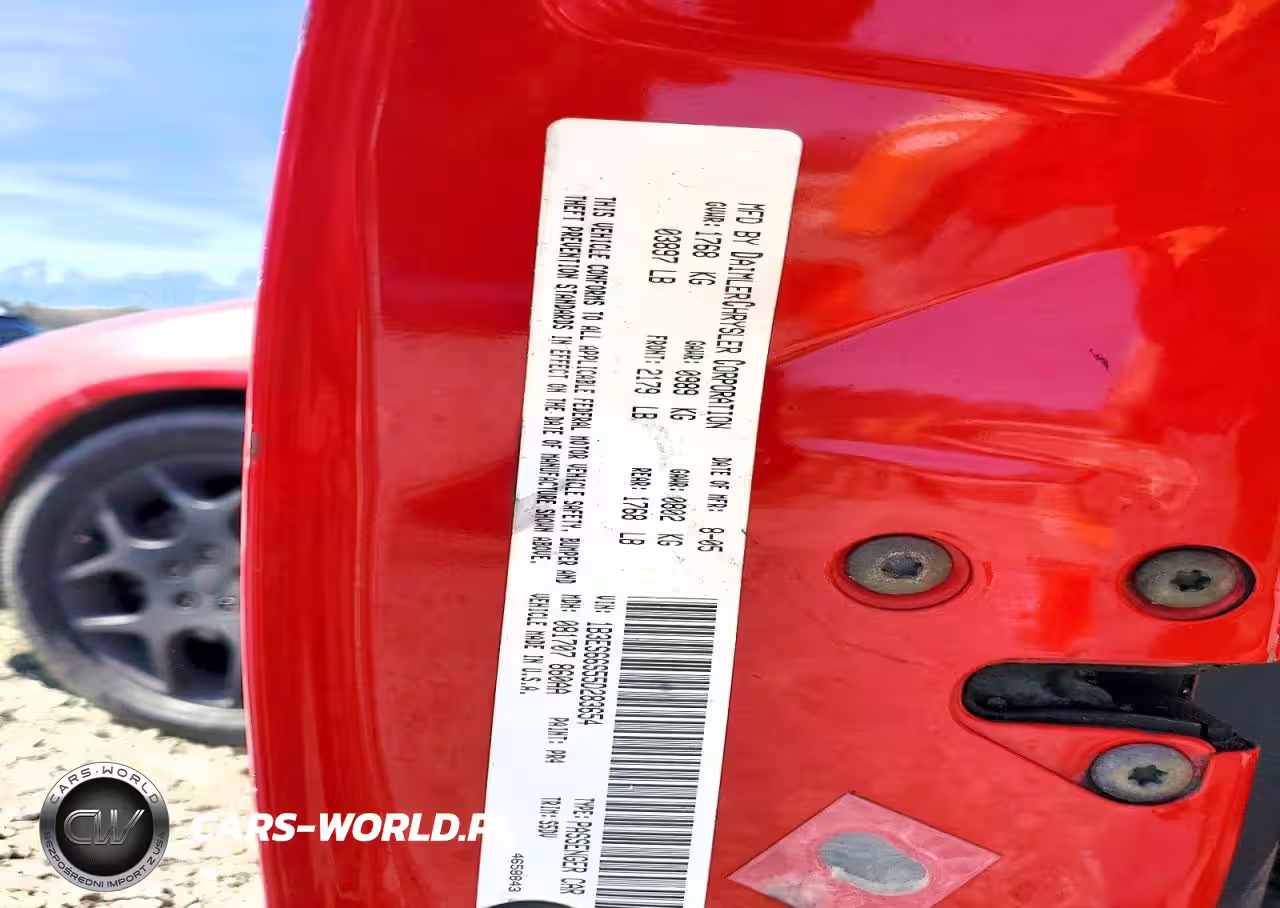 MFD BY DAIMLERCHRYSLER CORPORATION DATE OF MFR: 8-05
GVWR: 1768 KG GAWR: 0989 KG GAWR: 0802 KG
03897 LB FRONT: 2179 LB REAR: 1768 LB
THIS VEHICLE CONFORMS TO ALL APPLICABLE FEDERAL MOTOR VEHICLE SAFETY, BUMPER AND
THEFT PREVENTION STANDARDS IN EFFECT ON THE DATE OF MANUFACTURE SHOWN ABOVE.
VIN: 1B3ES66S5D283654 TYPE: PASSENGER CAR
MDH: 081707 860AA PAINT: PR4 TRIM: S5DV
VEHICLE MADE IN U.S.A.
4658843
CARS-WORLD
CW
BEZPOŚREDNI IMPORT Z USA
CARS-WORLD.PL